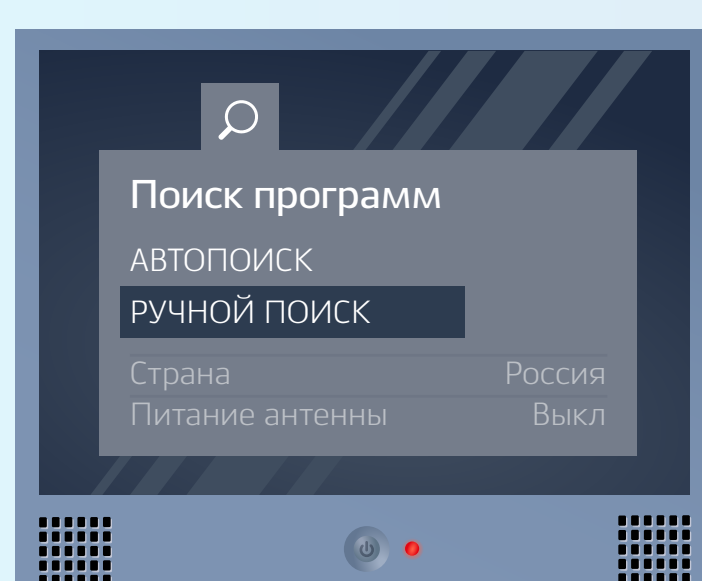 Поиск программ
АВТОПОИСК
РУЧНОЙ ПОИСК
Страна Россия
Питание антенны Выкл